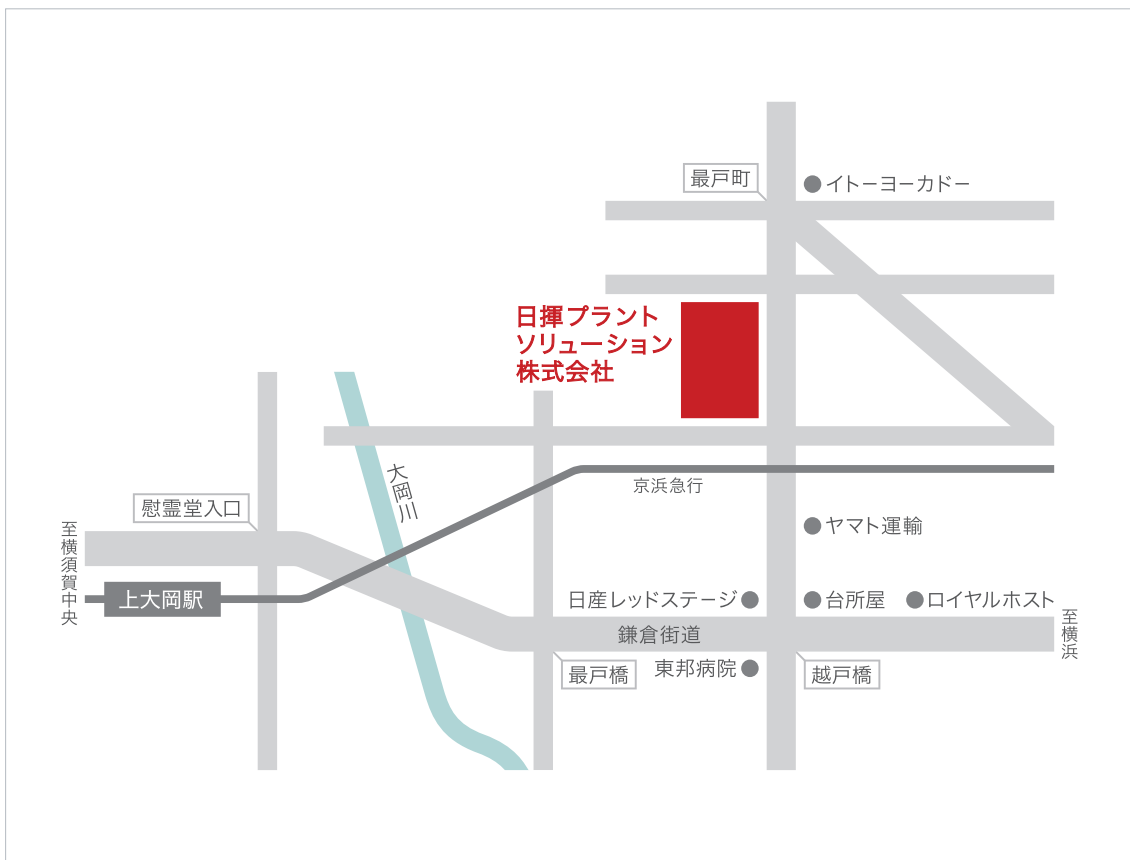 最戸町
イトーヨーカドー
日揮プラント
ソリューション
株式会社
大岡川
京浜急行
慰霊堂入口
至横須賀中央
上大岡駅
ヤマト運輸
日産レッドステージ
台所屋
ロイヤルホスト
鎌倉街道
至横浜
最戸橋
東邦病院
越戸橋